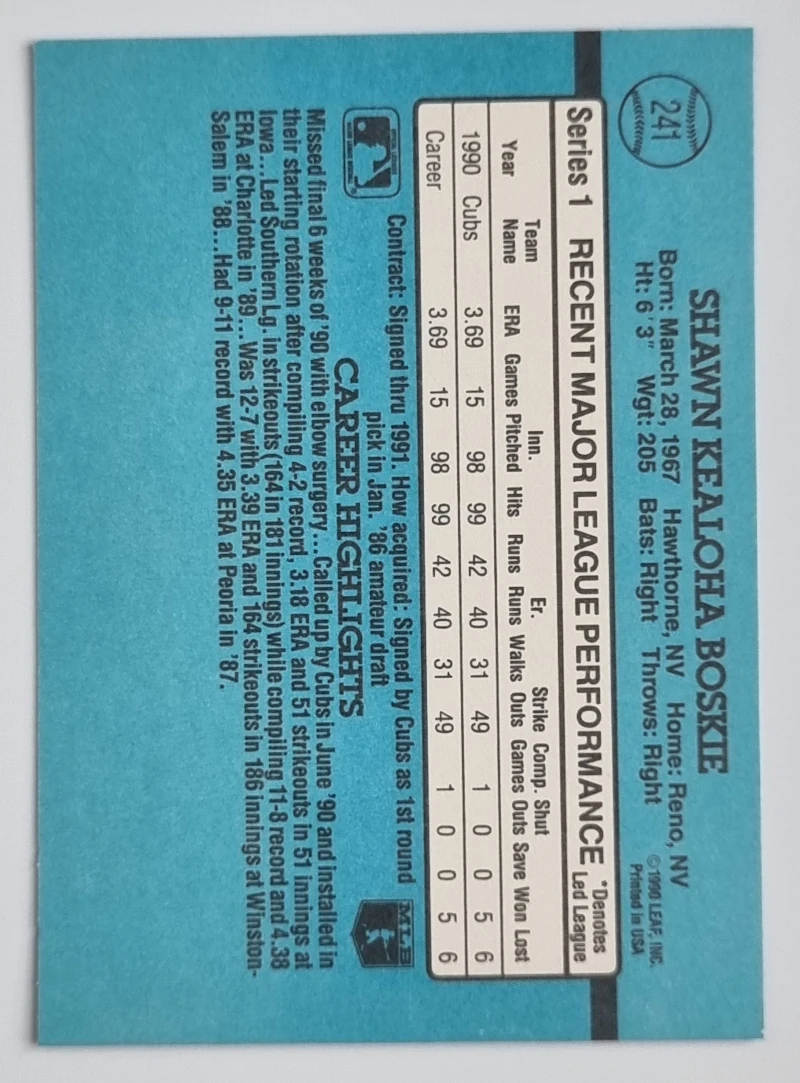 241
SHAWN KEALOHA BOSKIE
Born: March 28, 1967 Hawthorne, NV Home: Reno, NV
Ht: 6'3" Wgt: 205 Bats: Right Throws: Right
©1990 LEAF, INC.
Printed in USA
Series 1 RECENT MAJOR LEAGUE PERFORMANCE *Denotes Led League
Year Team Name ERA Games Inn. Pitched Hits Runs Er. Runs Walks Strike Outs Comp. Games Shut Outs Save Won Lost
1990 Cubs 3.69 15 98 99 42 40 31 49 1 0 0 5 6
Career 3.69 15 98 99 42 40 31 49 1 0 0 5 6
Contract: Signed thru 1991. How acquired: Signed by Cubs as 1st round
pick in Jan. '86 amateur draft
MLB
CAREER HIGHLIGHTS
Missed final 6 weeks of '90 with elbow surgery...Called up by Cubs in June '90 and installed in
their starting rotation after compiling 4-2 record, 3.18 ERA and 51 strikeouts in 51 innings at
Iowa...Led Southern Lg. in strikeouts (164 in 181 innings) while compiling 11-8 record and 4.38
ERA at Charlotte in '89...Was 12-7 with 3.39 ERA and 164 strikeouts in 186 innings at Winston-
Salem in '88...Had 9-11 record with 4.35 ERA at Peoria in '87.